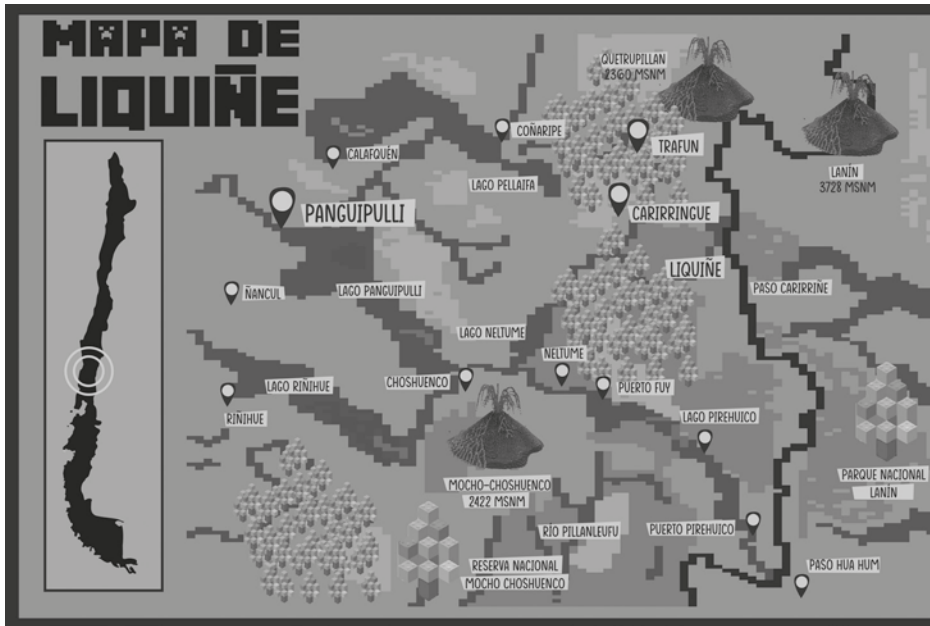 MAPA DE
LIQUIÑE
QUETRUPILLAN
2360 MSNM
COÑARIPE
TRAFUN
CALAFQUÉN
LAGO PELLAIFA
LANÍN
3728 MSNM
PANGUIPULLI
CARIRRINGUE
LIQUIÑE
ÑANCUL
LAGO PANGUIPULLI
PASO CARIRRIÑE
LAGO NELTUME
NELTUME
LAGO RIÑIHUE
CHOSHUENCO
PUERTO FUY
RIÑIHUE
LAGO PIREHUICO
MOCHO-CHOSHUENCO
2422 MSNM
PARQUE NACIONAL
LANÍN
RÍO PILLANLEUFU
PUERTO PIREHUICO
RESERVA NACIONAL
MOCHO CHOSHUENCO
PASO HUA HUM